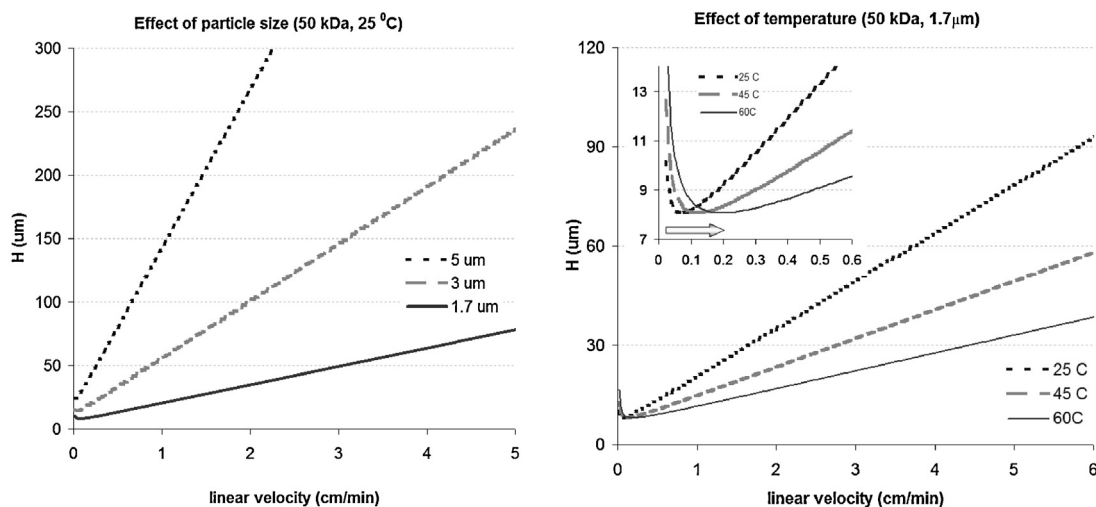 Effect of particle size (50 kDa, 25 ⁰C)
300
250
200
150
100
50
0
H (um)
5 um
3 um
1.7 um
0 1 2 3 4 5
linear velocity (cm/min)
Effect of temperature (50 kDa, 1.7μm)
120
90
60
30
0
H (um)
13
11
9
7
25 C
45 C
60C
0 0.1 0.2 0.3 0.4 0.5 0.6
25 C
45 C
60C
0 1 2 3 4 5 6
linear velocity (cm/min)